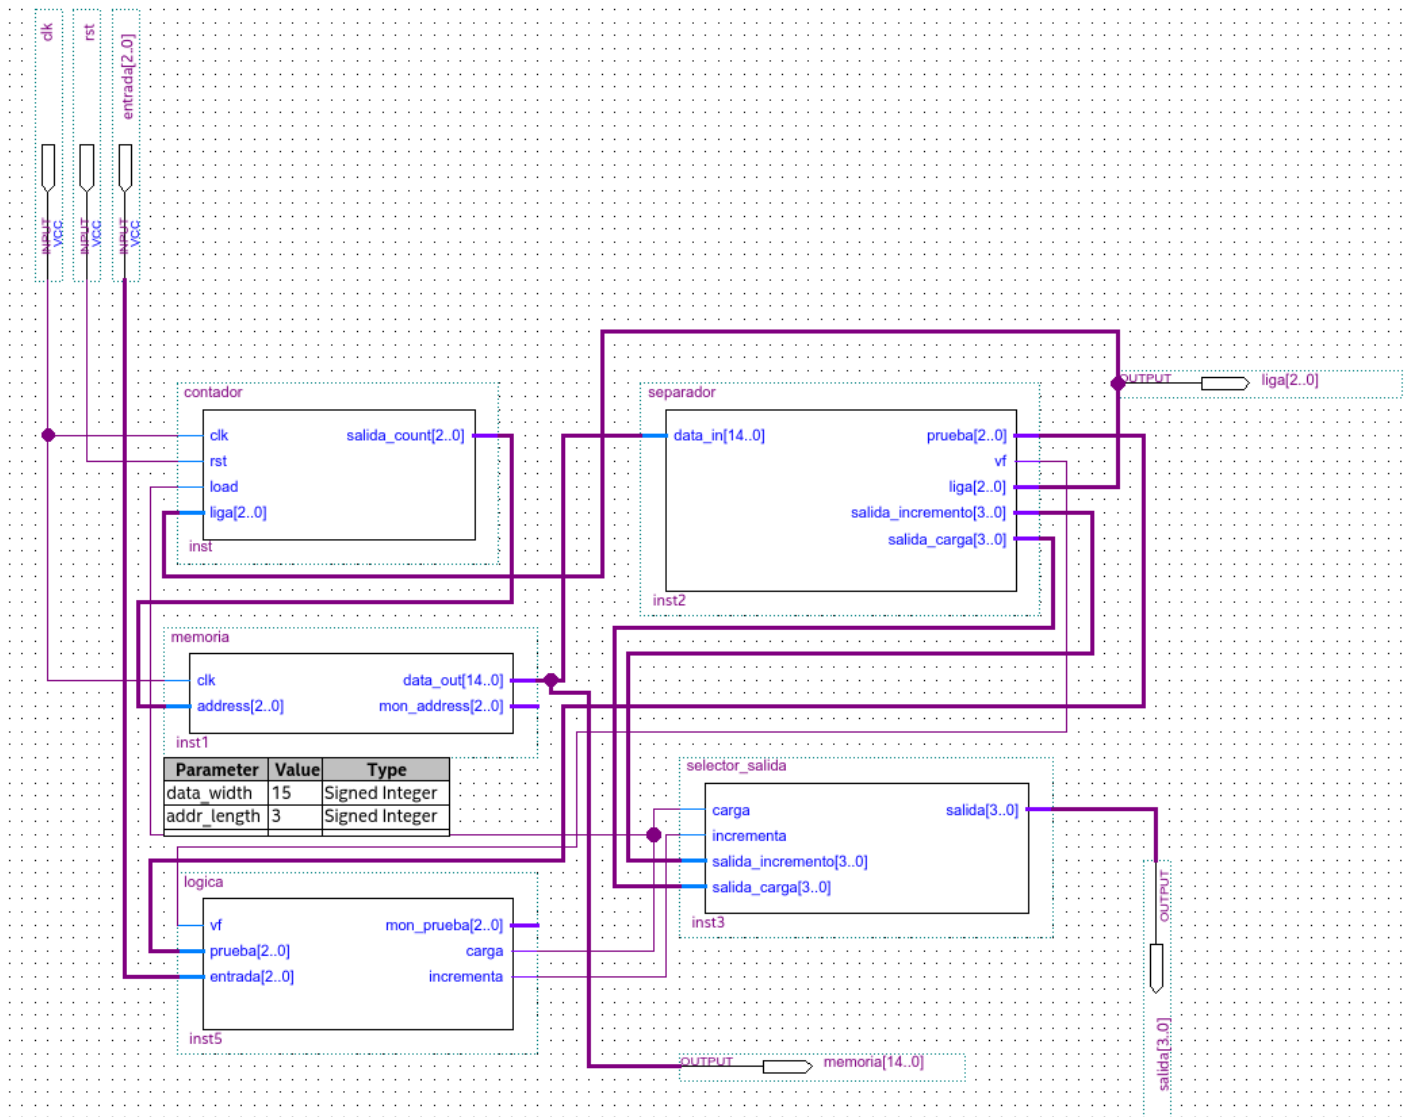 clk
rst
entrada[2..0]
INPUT
VCC
INPUT
VCC
INPUT
VCC
OUTPUT
liga[2..0]
contador
clk
salida_count[2..0]
rst
load
liga[2..0]
inst
separador
data_in[14..0]
prueba[2..0]
vf
liga[2..0]
salida_incremento[3..0]
salida_carga[3..0]
inst2
memoria
clk
data_out[14..0]
address[2..0]
mon_address[2..0]
inst1
Parameter Value Type
data_width 15 Signed Integer
addr_length 3 Signed Integer
selector_salida
carga
salida[3..0]
incrementa
salida_incremento[3..0]
salida_carga[3..0]
inst3
logica
vf
mon_prueba[2..0]
prueba[2..0]
carga
entrada[2..0]
incrementa
inst5
OUTPUT
salida[3..0]
OUTPUT
memoria[14..0]